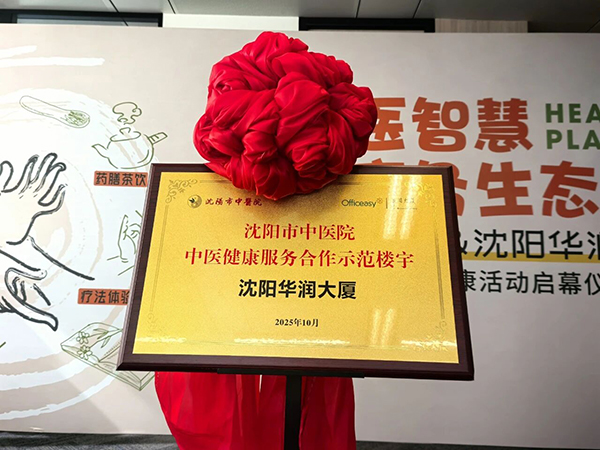 医智慧
HEA
PLA
生态
&沈阳华润
康活动启幕仪
药膳茶饮
疗法体验
沈阳市中医院
Officeasy
沈阳市中医院
中医健康服务合作示范楼宇
沈阳华润大厦
2025年10月